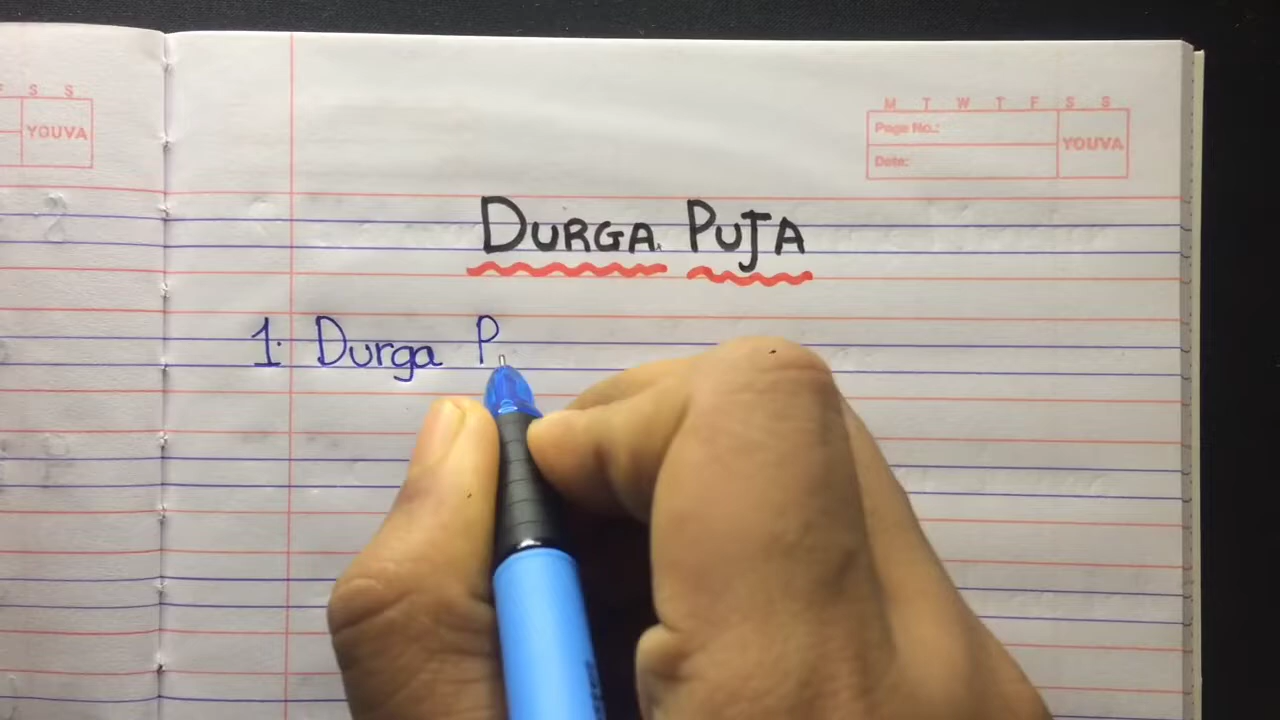 S S
YOUVA
M T W T F S S
Page No.:
YOUVA
Date:
DURGA PUJA
1. Durga P